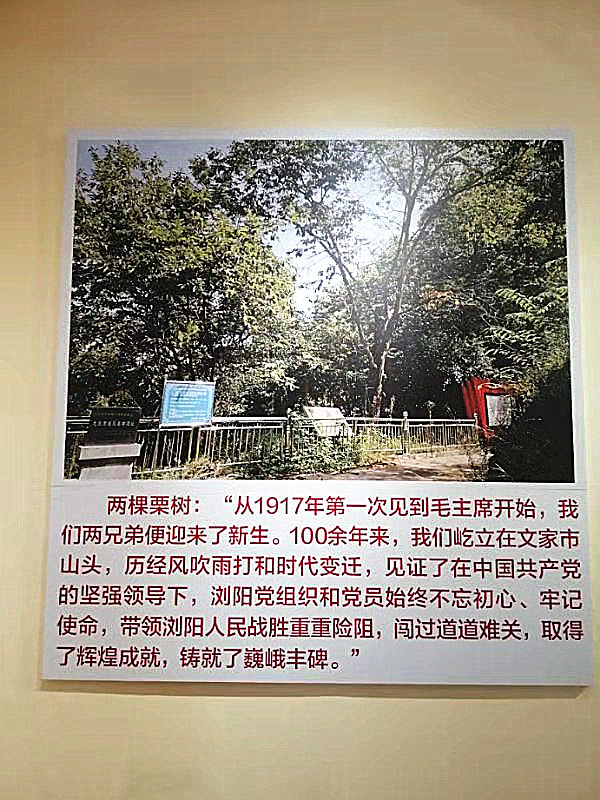 两棵栗树：“从1917年第一次见到毛主席开始，我
们两兄弟便迎来了新生。100余年来，我们屹立在文家市
山头，历经风吹雨打和时代变迁，见证了在中国共产党
的坚强领导下，浏阳党组织和党员始终不忘初心、牢记
使命，带领浏阳人民战胜重重险阻，闯过道道难关，取得
了辉煌成就，铸就了巍峨丰碑。”